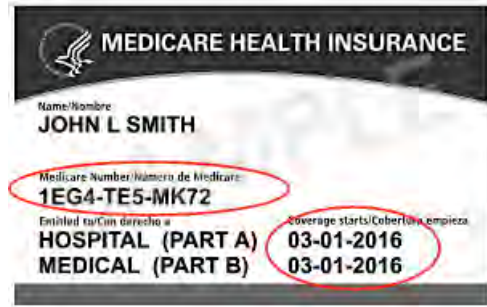 MEDICARE HEALTH INSURANCE
Name/Nombre
JOHN L SMITH
Medicare Number/Número de Medicare
1EG4-TE5-MK72
Entitled to/Con derecho a Coverage starts/Cobertura empieza
HOSPITAL (PART A) 03-01-2016
MEDICAL (PART B) 03-01-2016